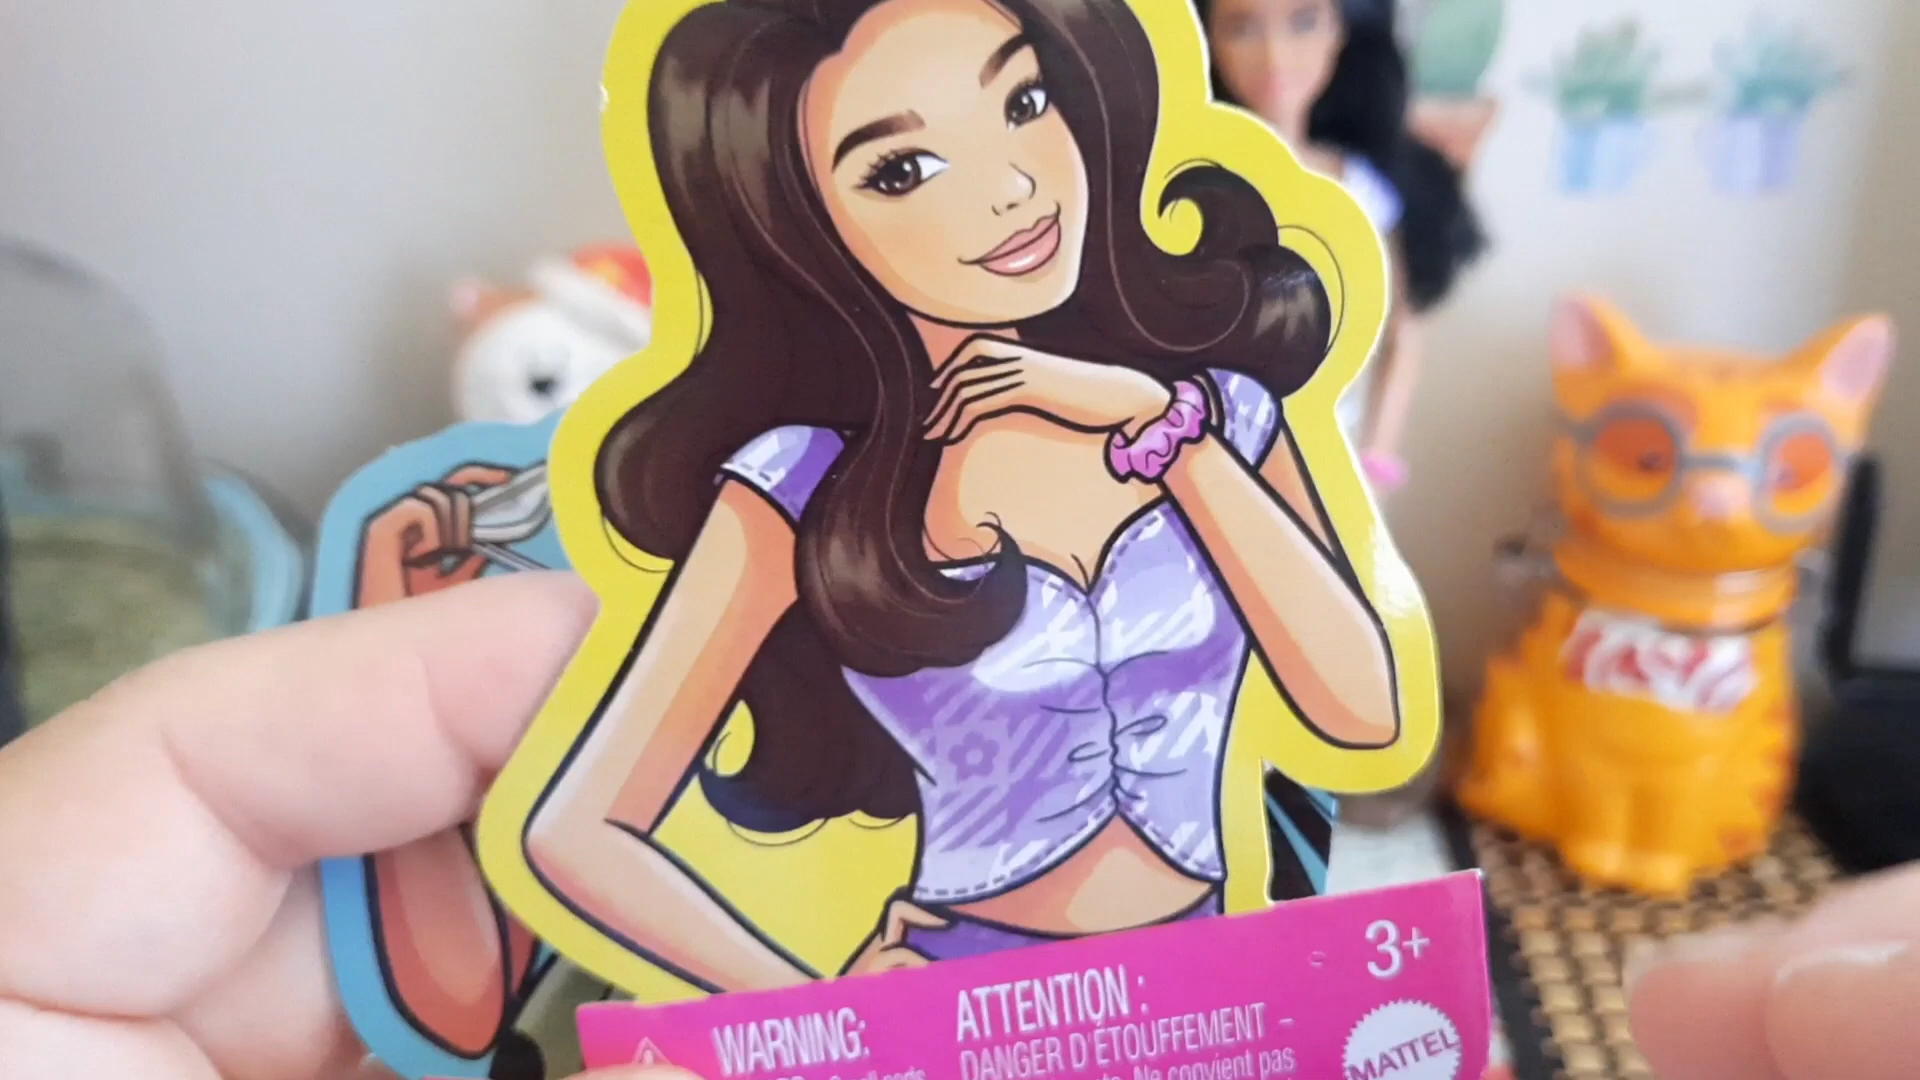 3+
WARNING:
ATTENTION :
DANGER D'ÉTOUFFEMENT –
Ne convient pas
MATTEL